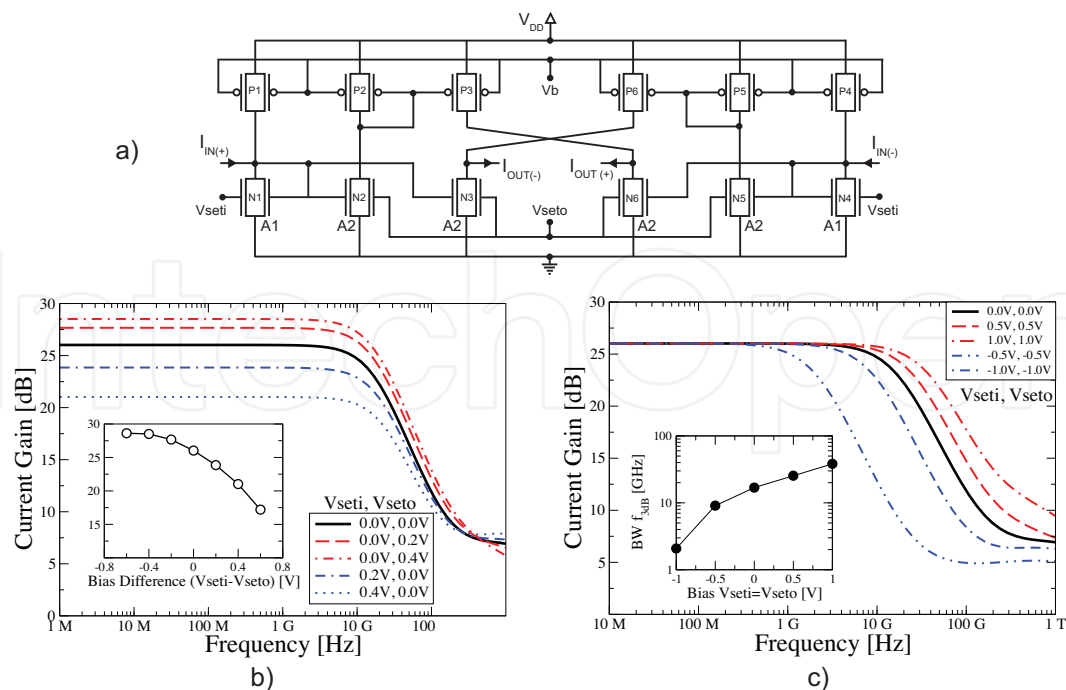 V_DD
P1 P2 P3 P6 P5 P4
Vb
a)
I_IN(+) I_OUT(-) I_OUT (+) I_IN(-)
N1 N2 N3 N6 N5 N4
Vseti Vseto Vseti
A1 A2 A2 A2 A2 A1
IntechOpen
30
25
20
15
10
5
0
Current Gain [dB]
30
25
20
15
-0.8 -0.4 0 0.4 0.8
Bias Difference (Vseti-Vseto) [V]
Vseti, Vseto
0.0V, 0.0V
0.0V, 0.2V
0.0V, 0.4V
0.2V, 0.0V
0.4V, 0.0V
1 M 10 M 100 M 1 G 10 G 100
Frequency [Hz]
b)
30
25
20
15
10
5
0
Current Gain [dB]
0.0V, 0.0V
0.5V, 0.5V
1.0V, 1.0V
-0.5V, -0.5V
-1.0V, -1.0V
Vseti, Vseto
100
10
1
BW f_3dB [GHz]
-1 -0.5 0 0.5 1
Bias Vseti=Vseto [V]
10 M 100 M 1 G 10 G 100 G 1 T
Frequency [Hz]
c)